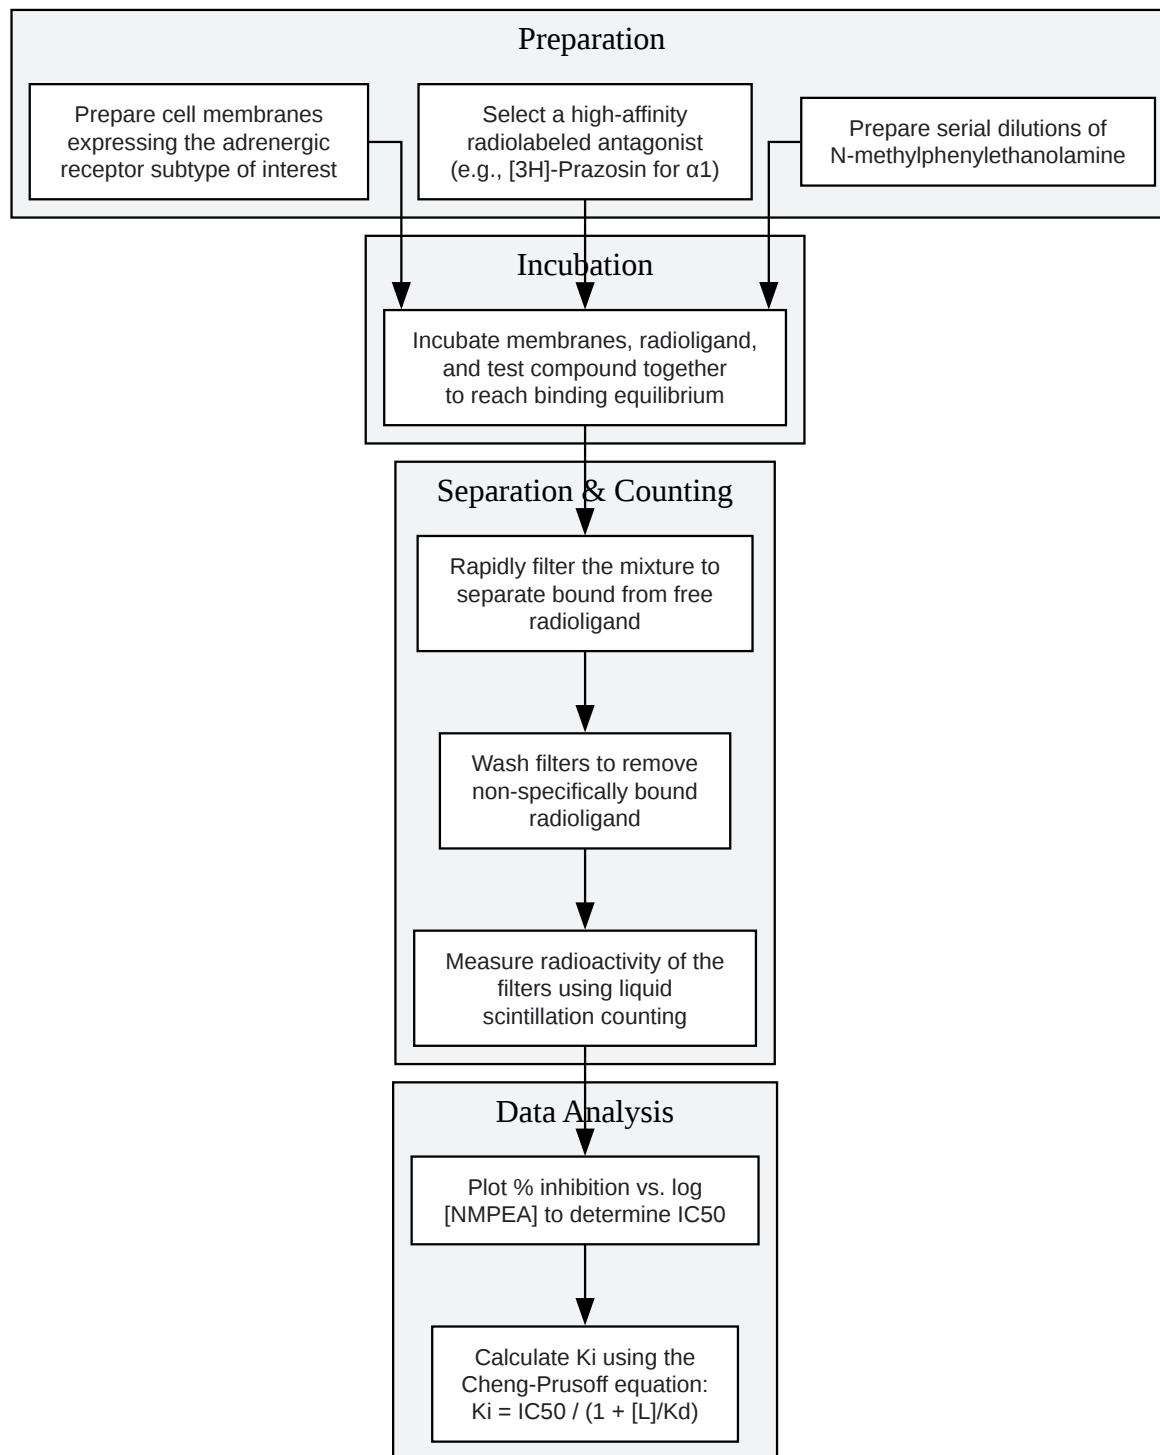 Preparation
Prepare cell membranes
expressing the adrenergic
receptor subtype of interest
Select a high-affinity
radiolabeled antagonist
(e.g., [3H]-Prazosin for α1)
Prepare serial dilutions of
N-methylphenylethanolamine
Incubation
Incubate membranes, radioligand,
and test compound together
to reach binding equilibrium
Separation & Counting
Rapidly filter the mixture to
separate bound from free
radioligand
Wash filters to remove
non-specifically bound
radioligand
Measure radioactivity of the
filters using liquid
scintillation counting
Data Analysis
Plot % inhibition vs. log
[NMPEA] to determine IC50
Calculate Ki using the
Cheng-Prusoff equation:
Ki = IC50 / (1 + [L]/Kd)